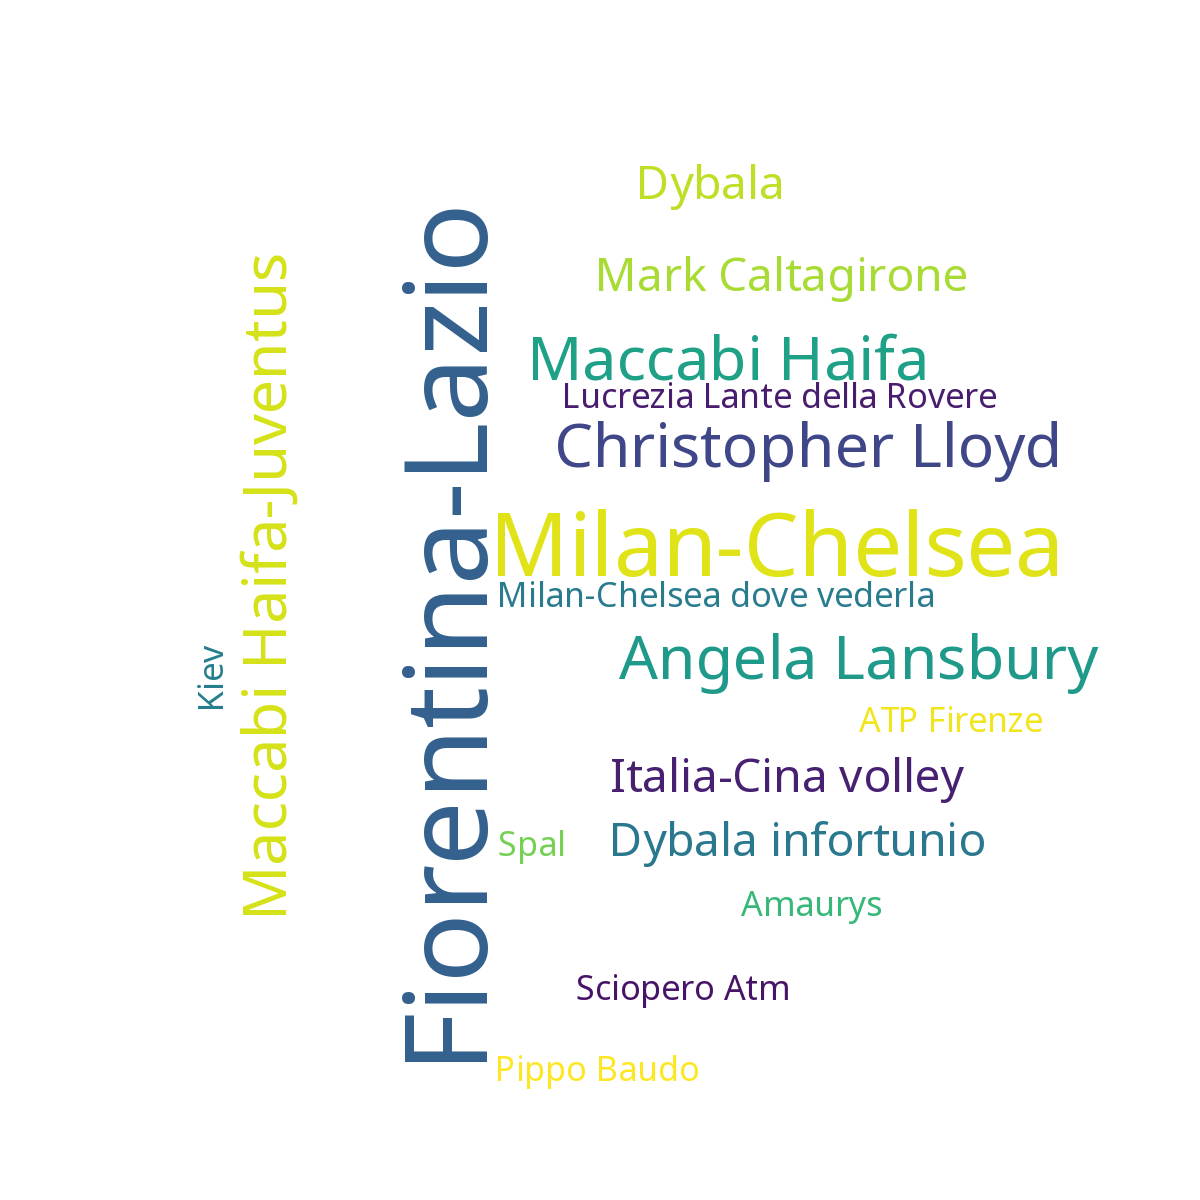 Dybala
Mark Caltagirone
Maccabi Haifa
Lucrezia Lante della Rovere
Christopher Lloyd
Milan-Chelsea
Milan-Chelsea dove vederla
Angela Lansbury
ATP Firenze
Italia-Cina volley
Dybala infortunio
Spal
Amaurys
Sciopero Atm
Pippo Baudo
Fiorentina-Lazio
Maccabi Haifa-Juventus
Kiev